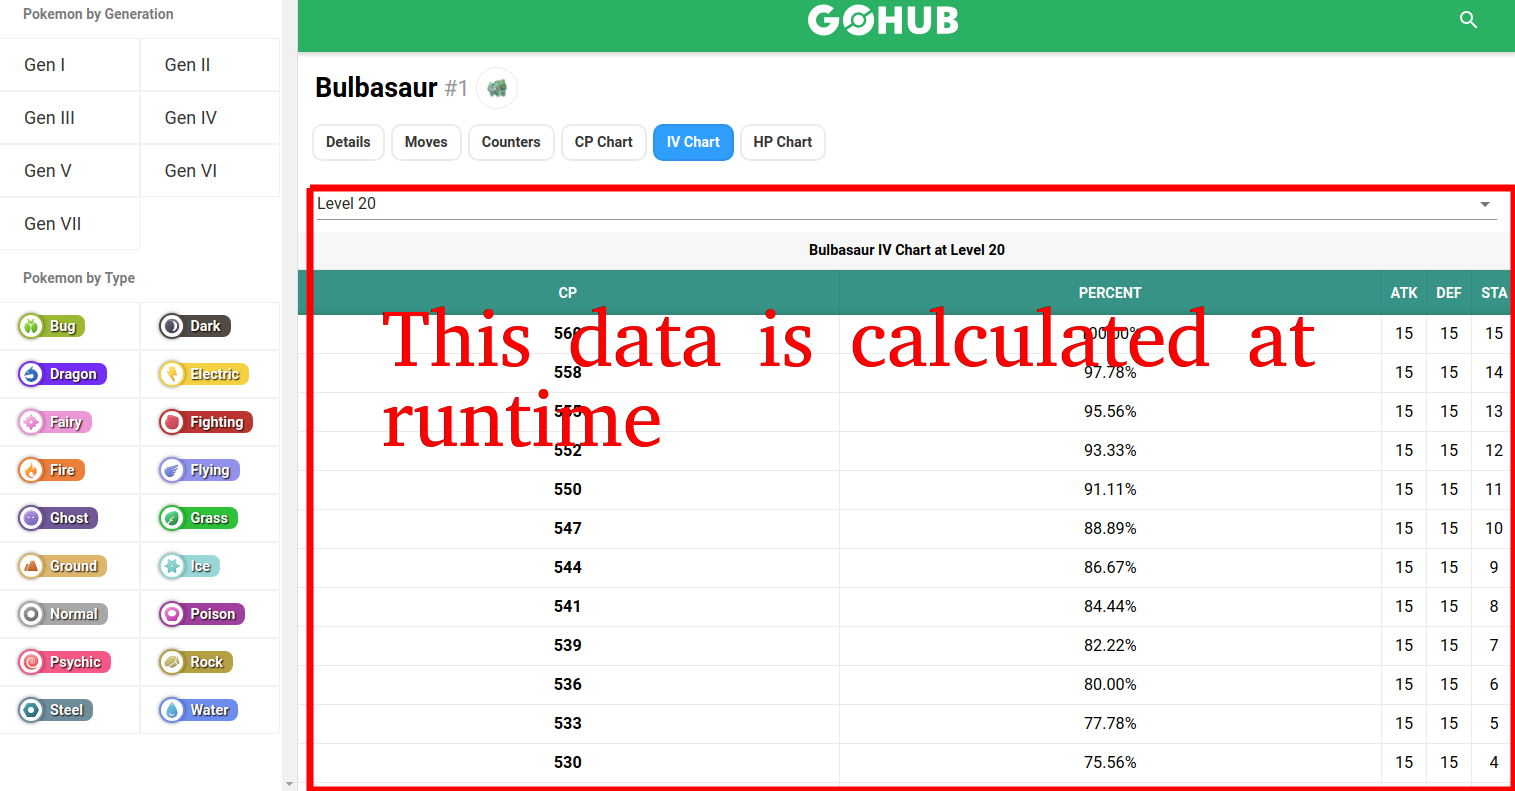 Pokemon by Generation
Gen I Gen II
Gen III Gen IV
Gen V Gen VI
Gen VII
Pokemon by Type
Bug Dark
Dragon Electric
Fairy Fighting
Fire Flying
Ghost Grass
Ground Ice
Normal Poison
Psychic Rock
Steel Water
GOHUB
Bulbasaur #1
Details Moves Counters CP Chart IV Chart HP Chart
Level 20
Bulbasaur IV Chart at Level 20
CP PERCENT ATK DEF STA
This data is calculated at
runtime
560 100.00% 15 15 15
558 97.78% 15 15 14
555 95.56% 15 15 13
552 93.33% 15 15 12
550 91.11% 15 15 11
547 88.89% 15 15 10
544 86.67% 15 15 9
541 84.44% 15 15 8
539 82.22% 15 15 7
536 80.00% 15 15 6
533 77.78% 15 15 5
530 75.56% 15 15 4